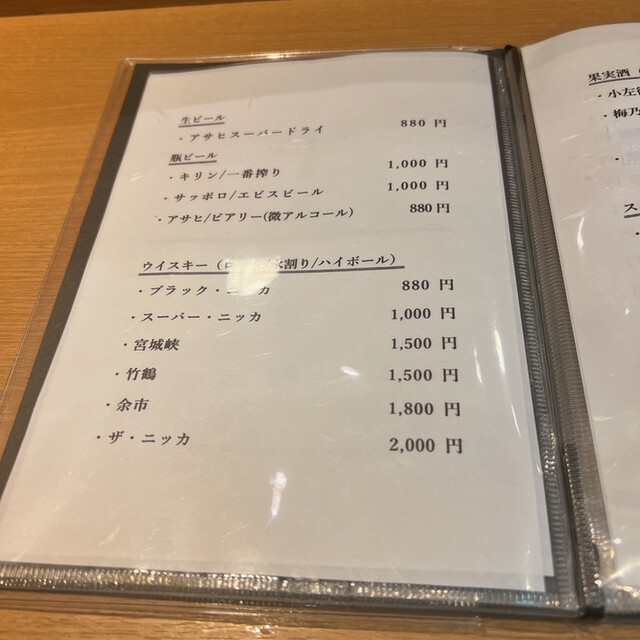 生ビール
・アサヒスーパードライ 880 円
瓶ビール
・キリン/一番搾り 1,000 円
・サッポロ/エビスビール 1,000 円
・アサヒ/ビアリー(微アルコール) 880円
ウイスキー（ 割り/ハイボール）
・ブラック・ニッカ 880 円
・スーパー・ニッカ 1,000 円
・宮城峡 1,500 円
・竹鶴 1,500 円
・余市 1,800 円
・ザ・ニッカ 2,000 円
果実酒
・小左
・梅乃
ス